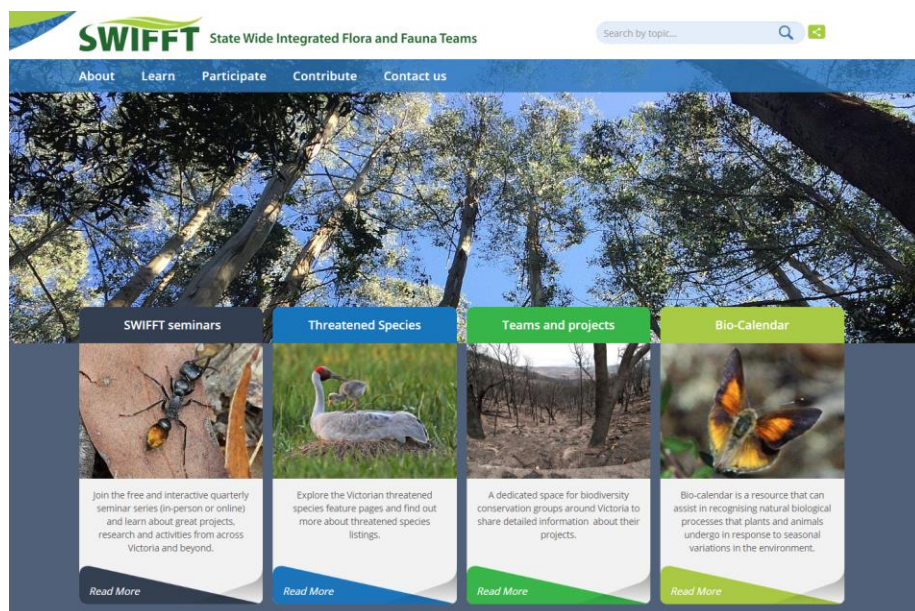 SWIFFT State Wide Integrated Flora and Fauna Teams
Search by topic...
About Learn Participate Contribute Contact us
SWIFFT seminars
Join the free and interactive quarterly
seminar series (in-person or online)
and learn about great projects,
research and activities from across
Victoria and beyond.
Read More
Threatened Species
Explore the Victorian threatened
species feature pages and find out
more about threatened species
listings.
Read More
Teams and projects
A dedicated space for biodiversity
conservation groups around Victoria to
share detailed information about their
projects.
Read More
Bio-Calendar
Bio-calendar is a resource that can
assist in recognising natural biological
processes that plants and animals
undergo in response to seasonal
variations in the environment.
Read More